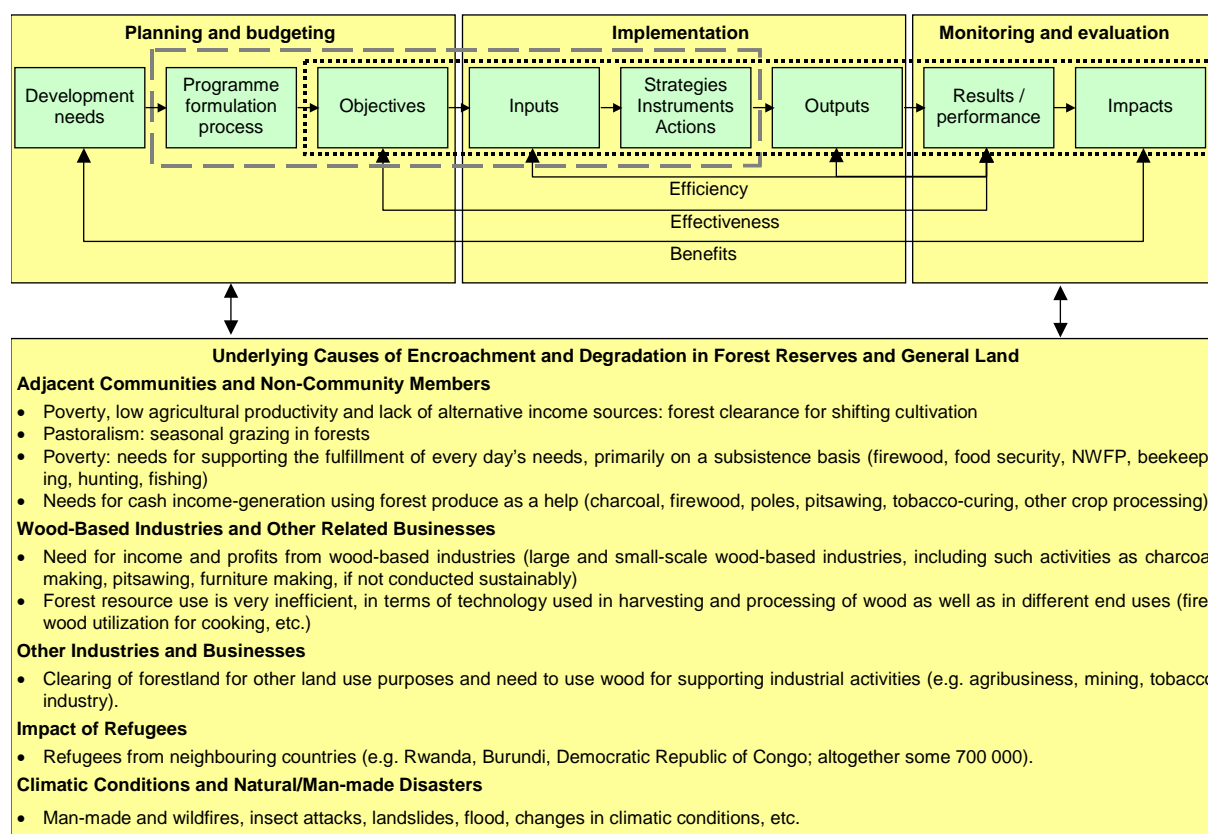 Planning and budgeting
Implementation
Monitoring and evaluation
Development
needs
Programme
formulation
process
Objectives
Inputs
Strategies
Instruments
Actions
Outputs
Results /
performance
Impacts
Efficiency
Effectiveness
Benefits
Underlying Causes of Encroachment and Degradation in Forest Reserves and General Land
Adjacent Communities and Non-Community Members
• Poverty, low agricultural productivity and lack of alternative income sources: forest clearance for shifting cultivation
• Pastoralism: seasonal grazing in forests
• Poverty: needs for supporting the fulfillment of every day's needs, primarily on a subsistence basis (firewood, food security, NWFP, beekeep-
ing, hunting, fishing)
• Needs for cash income-generation using forest produce as a help (charcoal, firewood, poles, pitsawing, tobacco-curing, other crop processing)
Wood-Based Industries and Other Related Businesses
• Need for income and profits from wood-based industries (large and small-scale wood-based industries, including such activities as charcoa
making, pitsawing, furniture making, if not conducted sustainably)
• Forest resource use is very inefficient, in terms of technology used in harvesting and processing of wood as well as in different end uses (fire-
wood utilization for cooking, etc.)
Other Industries and Businesses
• Clearing of forestland for other land use purposes and need to use wood for supporting industrial activities (e.g. agribusiness, mining, tobacco
industry).
Impact of Refugees
• Refugees from neighbouring countries (e.g. Rwanda, Burundi, Democratic Republic of Congo; altogether some 700 000).
Climatic Conditions and Natural/Man-made Disasters
• Man-made and wildfires, insect attacks, landslides, flood, changes in climatic conditions, etc.